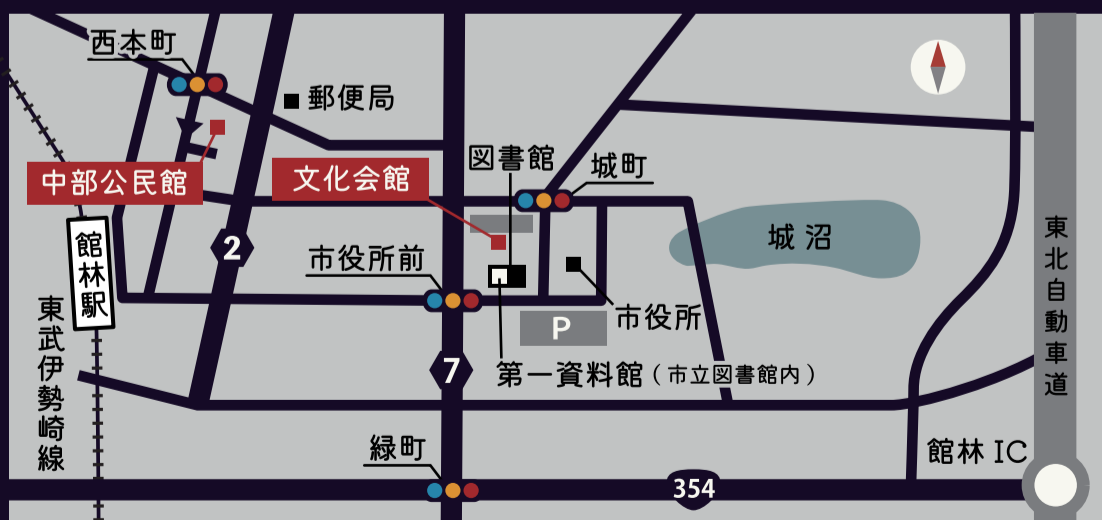 西本町
郵便局
図書館
城町
中部公民館
文化会館
2
市役所前
城沼
館林駅
市役所
P
7
第一資料館（市立図書館内）
東武伊勢崎線
東北自動車道
緑町
354
館林 IC